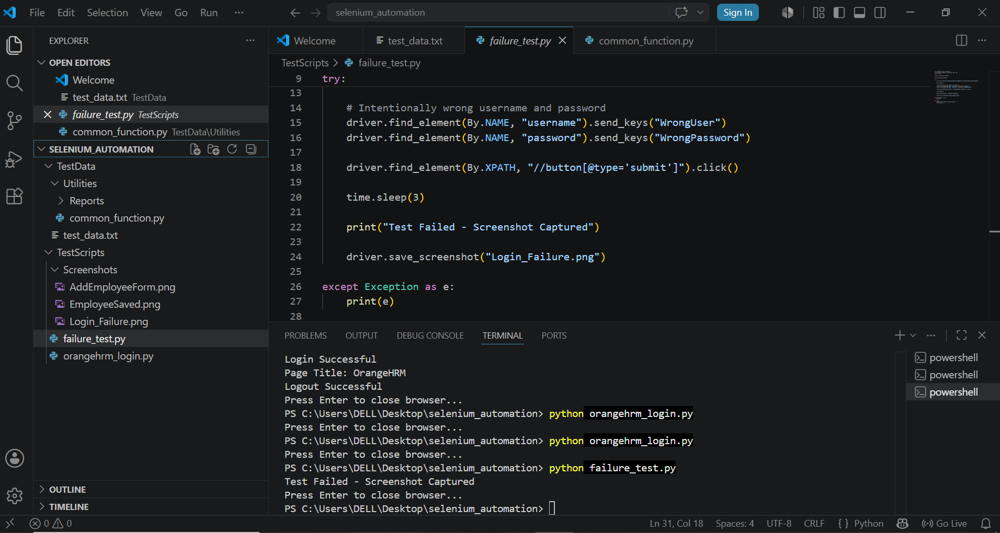 File Edit Selection View Go Run ···
selenium_automation
Sign In
EXPLORER
OPEN EDITORS
Welcome
test_data.txt TestData
failure_test.py TestScripts
common_function.py TestData\Utilities
SELENIUM_AUTOMATION
TestData
Utilities
Reports
common_function.py
test_data.txt
TestScripts
Screenshots
AddEmployeeForm.png
EmployeeSaved.png
Login_Failure.png
failure_test.py
orangehrm_login.py
OUTLINE
TIMELINE
Welcome test_data.txt failure_test.py common_function.py
TestScripts > failure_test.py
9 try:
13
14 # Intentionally wrong username and password
15 driver.find_element(By.NAME, "username").send_keys("WrongUser")
16 driver.find_element(By.NAME, "password").send_keys("WrongPassword")
17
18 driver.find_element(By.XPATH, "//button[@type='submit']").click()
19
20 time.sleep(3)
21
22 print("Test Failed - Screenshot Captured")
23
24 driver.save_screenshot("Login_Failure.png")
25
26 except Exception as e:
27 print(e)
28
PROBLEMS OUTPUT DEBUG CONSOLE TERMINAL PORTS
Login Successful
Page Title: OrangeHRM
Logout Successful
Press Enter to close browser...
PS C:\Users\DELL\Desktop\selenium_automation> python orangehrm_login.py
Press Enter to close browser...
PS C:\Users\DELL\Desktop\selenium_automation> python orangehrm_login.py
Press Enter to close browser...
PS C:\Users\DELL\Desktop\selenium_automation> python failure_test.py
Test Failed - Screenshot Captured
Press Enter to close browser...
PS C:\Users\DELL\Desktop\selenium_automation>
powershell
powershell
powershell
0 0
Ln 31, Col 18 Spaces: 4 UTF-8 CRLF { } Python Go Live